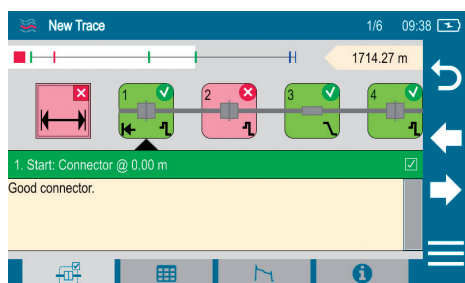 New Trace 1/6 09:38
1714.27 m
1 2 3 4
1. Start: Connector @ 0.00 m
Good connector.